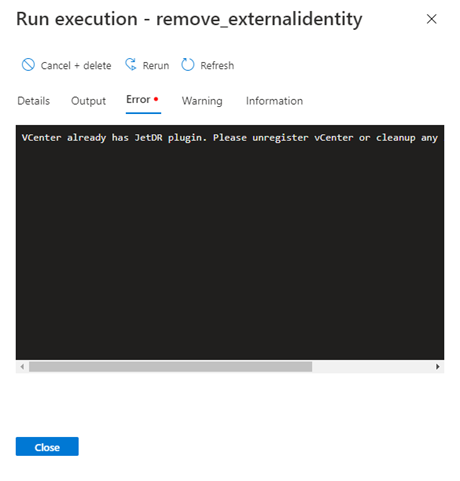 Run execution - remove_externalidentity
Cancel + delete Rerun Refresh
Details Output Error Warning Information
VCenter already has JetDR plugin. Please unregister vCenter or cleanup any
Close